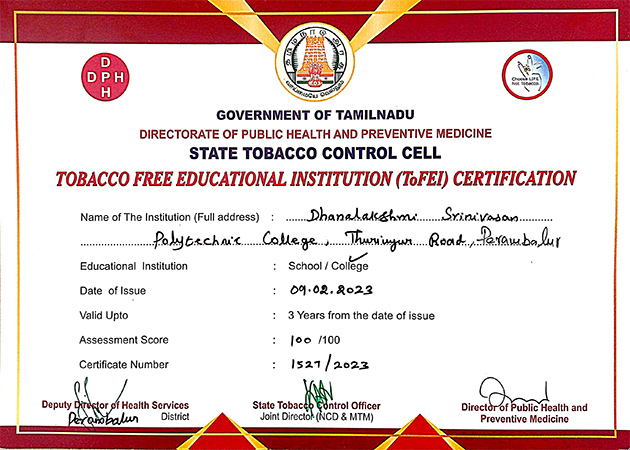 D
DPH
H
தமிழ்நாடு அரசு
வாய்மையே வெல்லும்
Choose LIFE
Not Tobacco
GOVERNMENT OF TAMILNADU
DIRECTORATE OF PUBLIC HEALTH AND PREVENTIVE MEDICINE
STATE TOBACCO CONTROL CELL
TOBACCO FREE EDUCATIONAL INSTITUTION (ToFEI) CERTIFICATION
Name of The Institution (Full address) : Dhanalakshmi Srinivasan
Polytechnic College, Thuraiyur Road, Perambalur
Educational Institution : School / College
Date of Issue : 09.02.2023
Valid Upto : 3 Years from the date of issue
Assessment Score : 100 /100
Certificate Number : 1527/2023
Deputy Director of Health Services
Perambalur District
State Tobacco Control Officer
Joint Director (NCD & MTM)
Director of Public Health and
Preventive Medicine